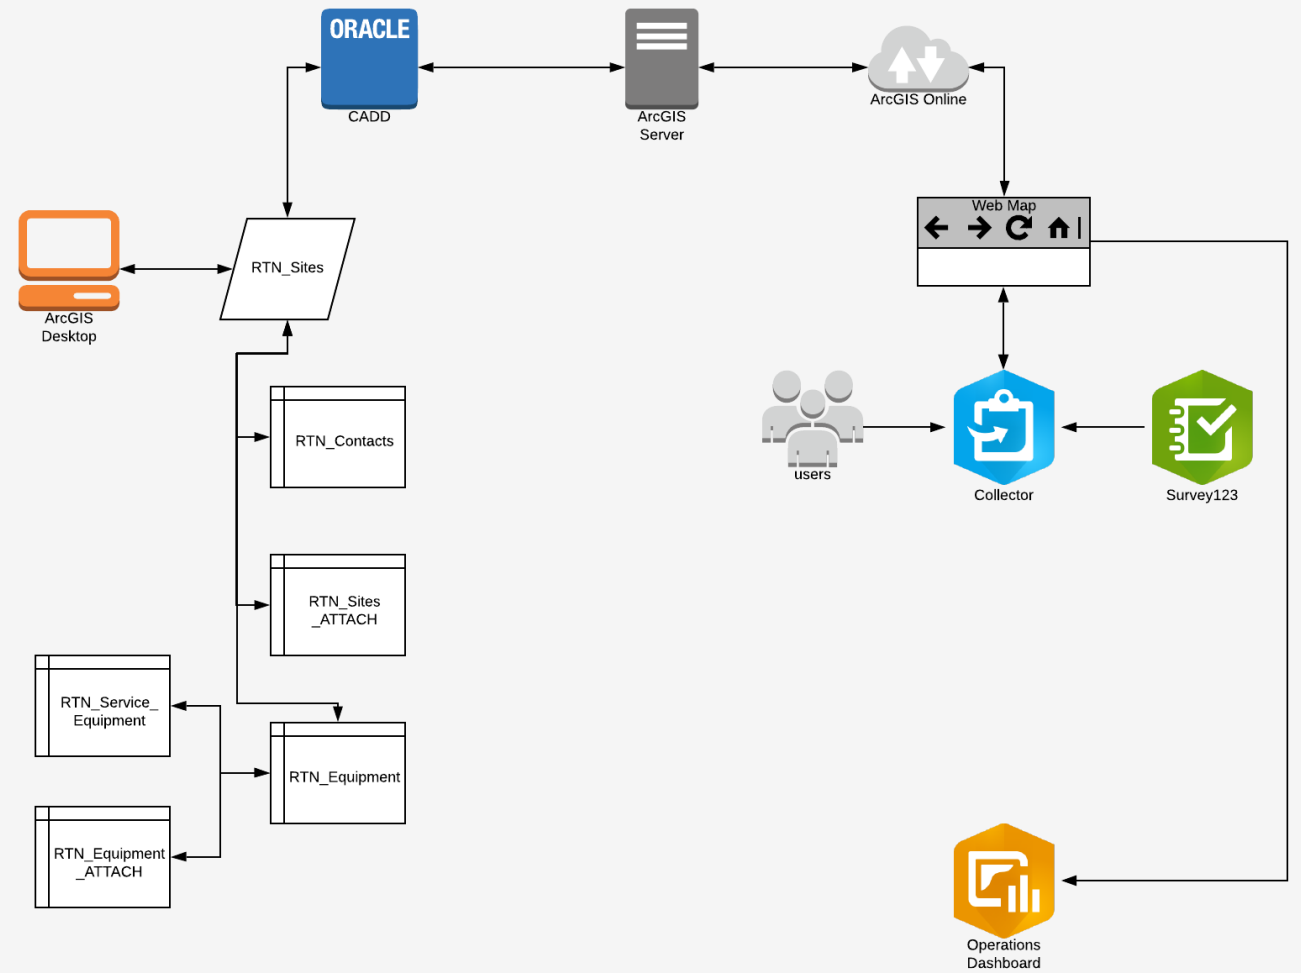 ORACLE
CADD
ArcGIS
Server
ArcGIS Online
Web Map
ArcGIS
Desktop
RTN_Sites
RTN_Contacts
users
Collector
Survey123
RTN_Sites
_ATTACH
RTN_Service_
Equipment
RTN_Equipment
RTN_Equipment
_ATTACH
Operations
Dashboard